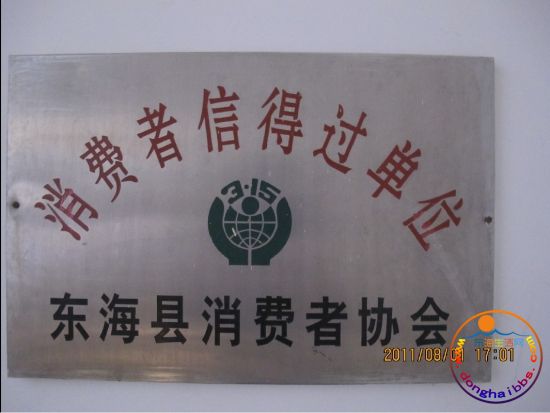 消费者信得过单位
3·15
东海县消费者协会
2011/08/01 17:01
donghaibbs.com